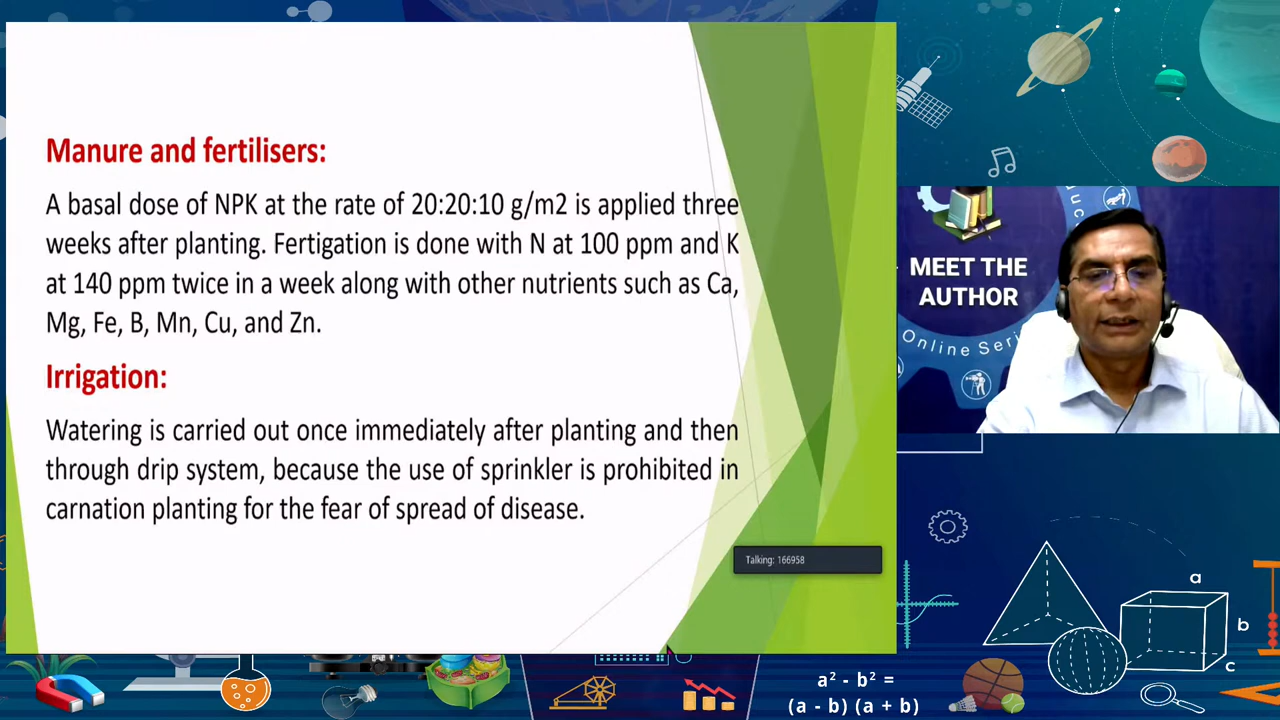 Manure and fertilisers:
A basal dose of NPK at the rate of 20:20:10 g/m2 is applied three
weeks after planting. Fertigation is done with N at 100 ppm and K
at 140 ppm twice in a week along with other nutrients such as Ca,
Mg, Fe, B, Mn, Cu, and Zn.
Irrigation:
Watering is carried out once immediately after planting and then
through drip system, because the use of sprinkler is prohibited in
carnation planting for the fear of spread of disease.
Talking: 166958
MEET THE
AUTHOR
Online Seri
a
b
c
a² - b² =
(a - b) (a + b)